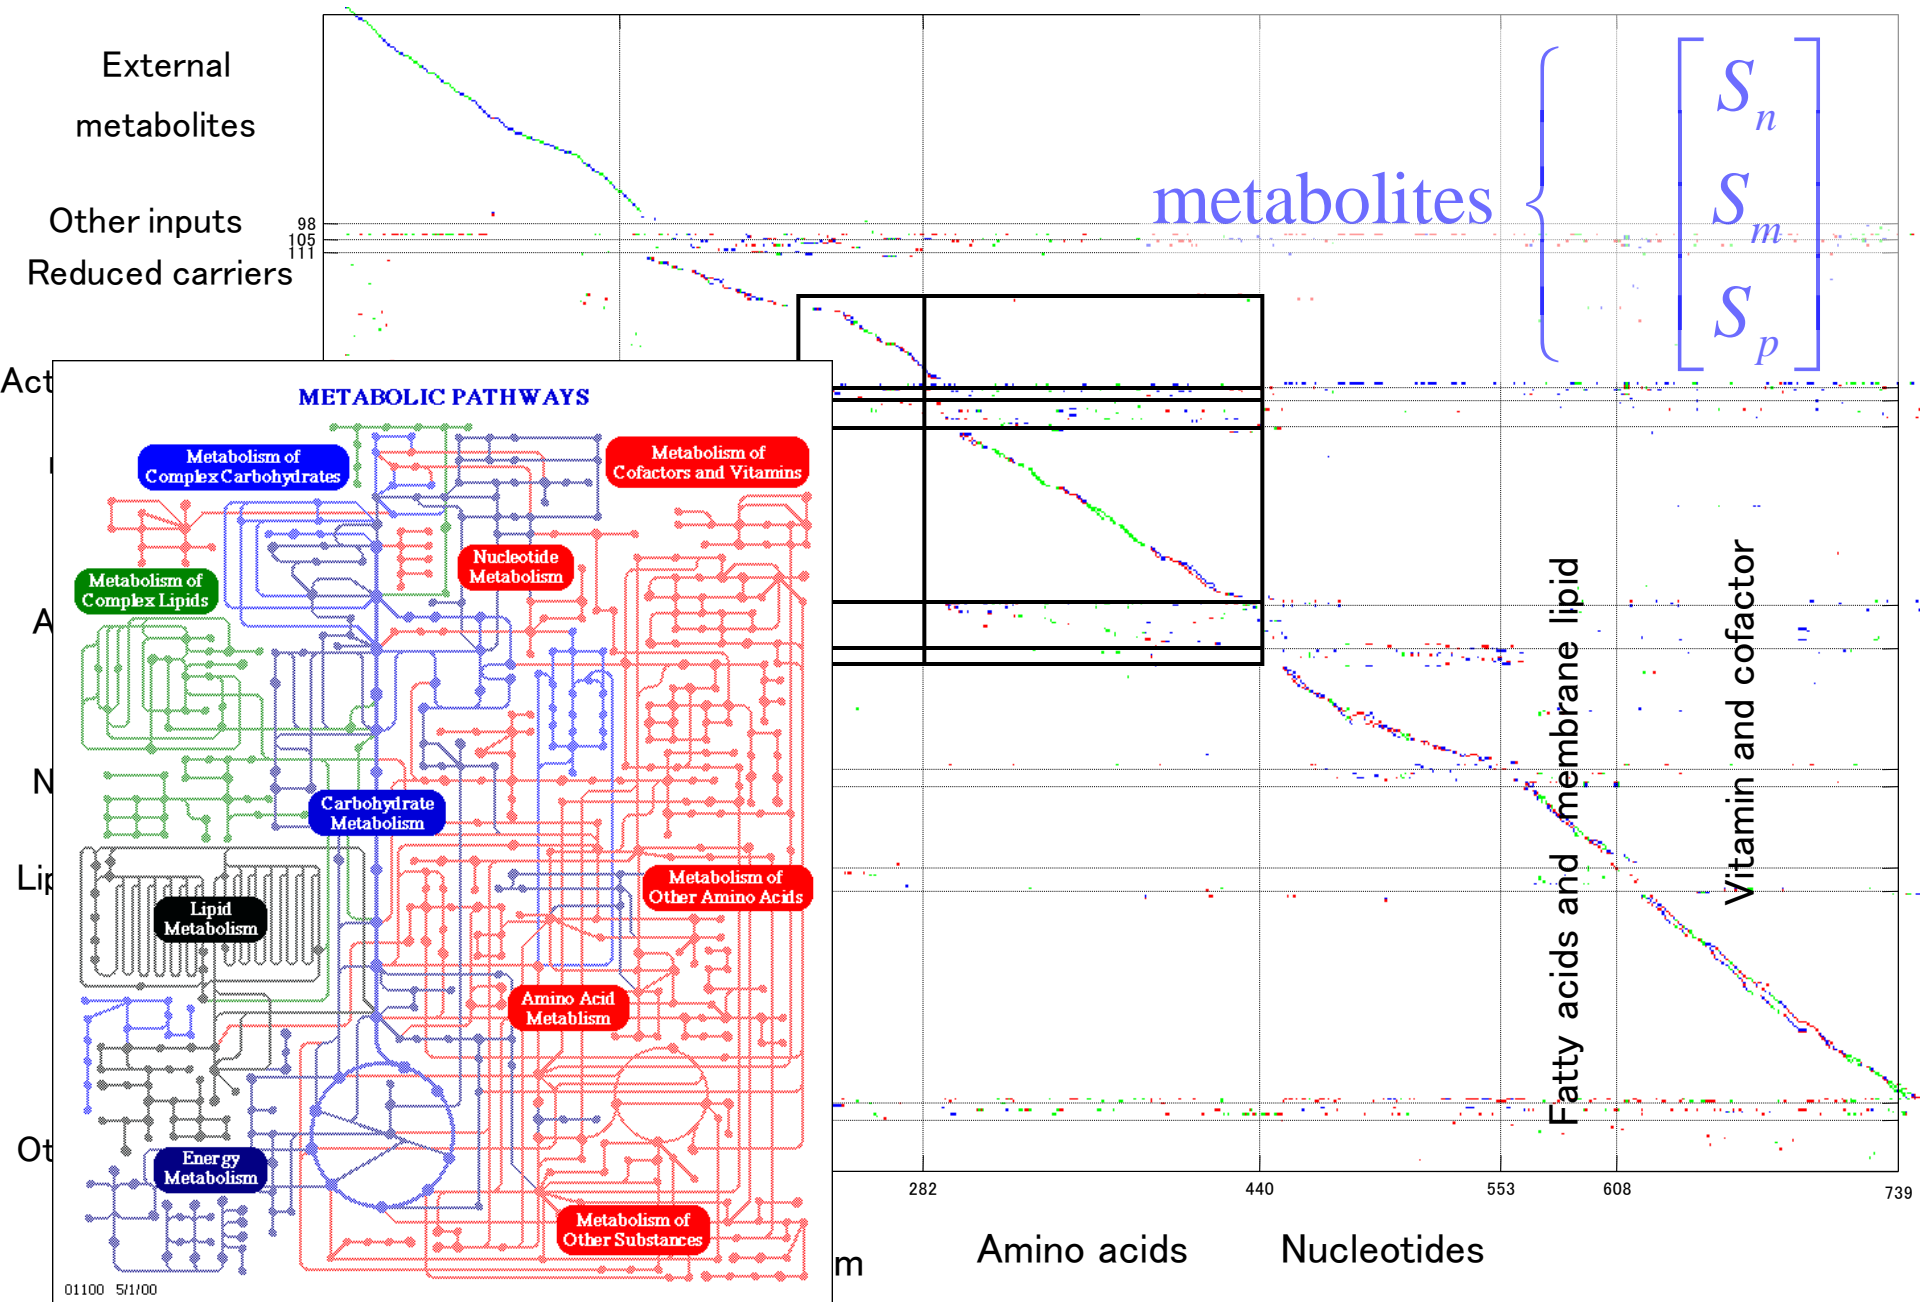 External
metabolites
Other inputs
98
105
111
Reduced carriers
metabolites
S n
S m
S p
Act
A
N
Lip
Ot
METABOLIC PATHWAYS
Metabolism of
Complex Carbohydrates
Metabolism of
Cofactors and Vitamins
Nucleotide
Metabolism
Metabolism of
Complex Lipids
Carbohydrate
Metabolism
Metabolism of
Other Amino Acids
Lipid
Metabolism
Amino Acid
Metablism
Energy
Metabolism
Metabolism of
Other Substances
01100 5/1/00
Fatty acids and membrane lipid
Vitamin and cofactor
282
440
553
608
739
m
Amino acids
Nucleotides